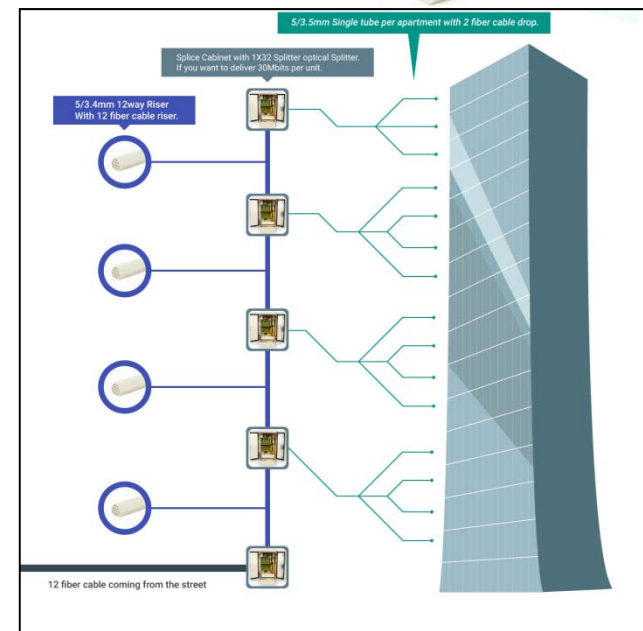 5/3.5mm Single tube per apartment with 2 fiber cable drop.
Splice Cabinet with 1X32 Splitter optical Splitter.
If you want to deliver 30Mbits per unit.
5/3.4mm 12way Riser
With 12 fiber cable riser.
12 fiber cable coming from the street